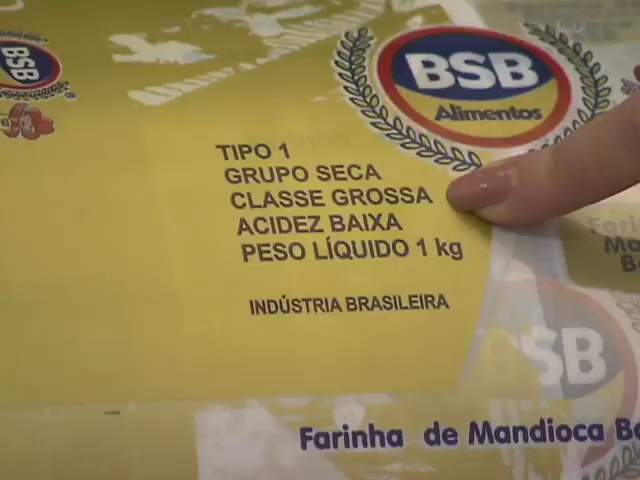 BSB
BSB
Alimentos
TIPO 1
GRUPO SECA
CLASSE GROSSA
ACIDEZ BAIXA
PESO LÍQUIDO 1 kg
INDÚSTRIA BRASILEIRA
BSB
Farinha de Mandioca